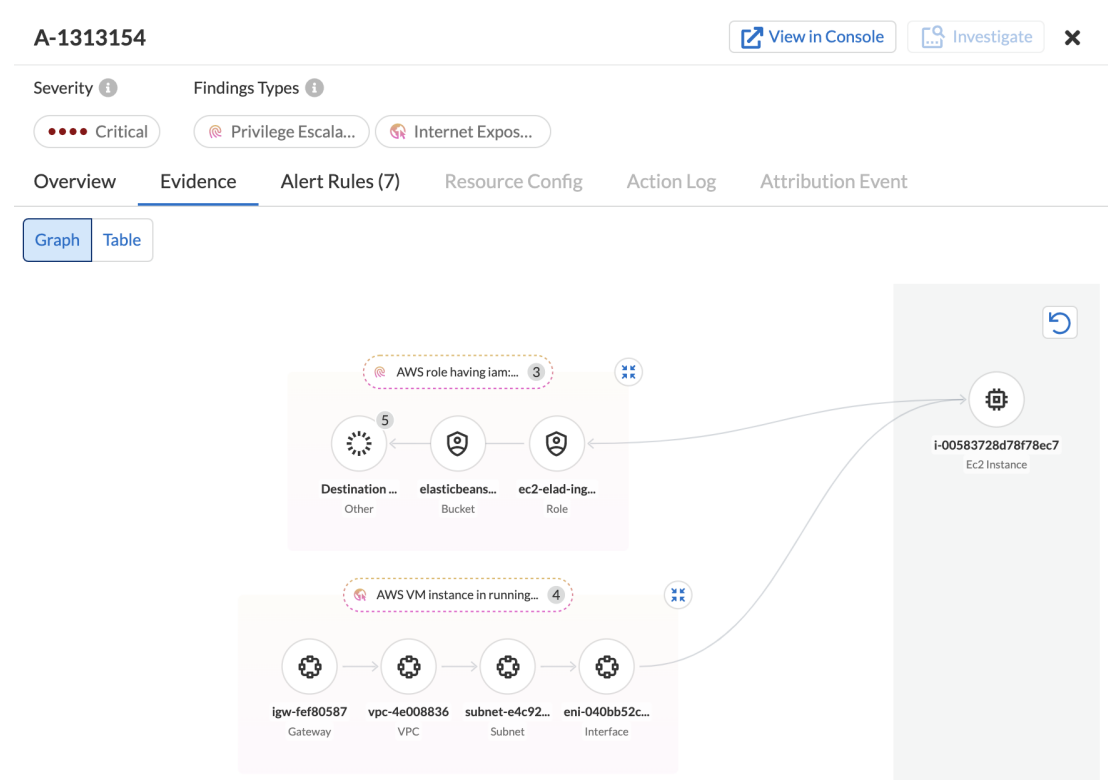 A-1313154
View in Console
Investigate
Severity
Findings Types
Critical
Privilege Escala...
Internet Expos...
Overview
Evidence
Alert Rules (7)
Resource Config
Action Log
Attribution Event
Graph
Table
AWS role having iam:... 3
5
Destination ...
Other
elasticbeans...
Bucket
ec2-elad-ing...
Role
i-00583728d78f78ec7
Ec2 Instance
AWS VM instance in running... 4
igw-fef80587
Gateway
vpc-4e008836
VPC
subnet-e4c92...
Subnet
eni-040bb52c...
Interface